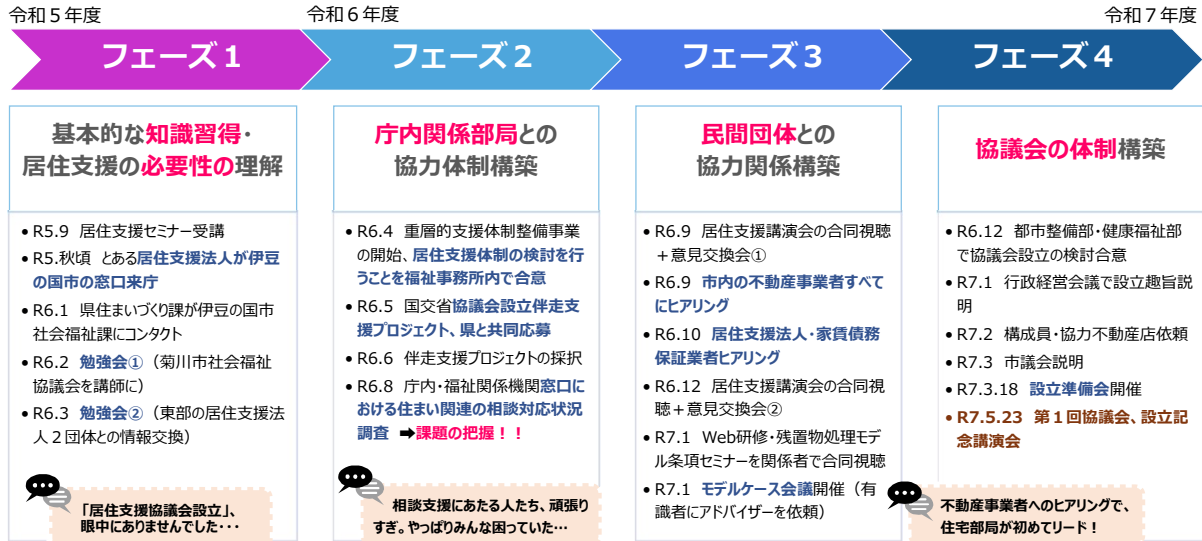 令和５年度
令和６年度
令和７年度
フェーズ１
フェーズ２
フェーズ３
フェーズ４
基本的な知識習得・
居住支援の必要性の理解
• R5.9 居住支援セミナー受講
• R5.秋頃 とある居住支援法人が伊豆
の国市の窓口来庁
• R6.1 県住まいづくり課が伊豆の国市
社会福祉課にコンタクト
• R6.2 勉強会①（菊川市社会福祉
協議会を講師に）
• R6.3 勉強会②（東部の居住支援法
人２団体との情報交換）
「居住支援協議会設立」、
眼中にありませんでした・・・
庁内関係部局との
協力体制構築
• R6.4 重層的支援体制整備事業
の開始、居住支援体制の検討を行
うことを福祉事務所内で合意
• R6.5 国交省協議会設立伴走支
援プロジェクト、県と共同応募
• R6.6 伴走支援プロジェクトの採択
• R6.8 庁内・福祉関係機関窓口に
おける住まい関連の相談対応状況
調査 ➡課題の把握！！
相談支援にあたる人たち、頑張り
すぎ。やっぱりみんな困っていた…
民間団体との
協力関係構築
• R6.9 居住支援講演会の合同視聴
＋意見交換会①
• R6.9 市内の不動産事業者すべて
にヒアリング
• R6.10 居住支援法人・家賃債務
保証業者ヒアリング
• R6.12 居住支援講演会の合同視
聴＋意見交換会②
• R7.1 Web研修・残置物処理モデ
ル条項セミナーを関係者で合同視聴
• R7.1 モデルケース会議開催（有
識者にアドバイザーを依頼）
協議会の体制構築
• R6.12 都市整備部・健康福祉部
で協議会設立の検討合意
• R7.1 行政経営会議で設立趣旨説
明
• R7.2 構成員・協力不動産店依頼
• R7.3 市議会説明
• R7.3.18 設立準備会開催
• R7.5.23 第１回協議会、設立記
念講演会
不動産事業者へのヒアリングで、
住宅部局が初めてリード！